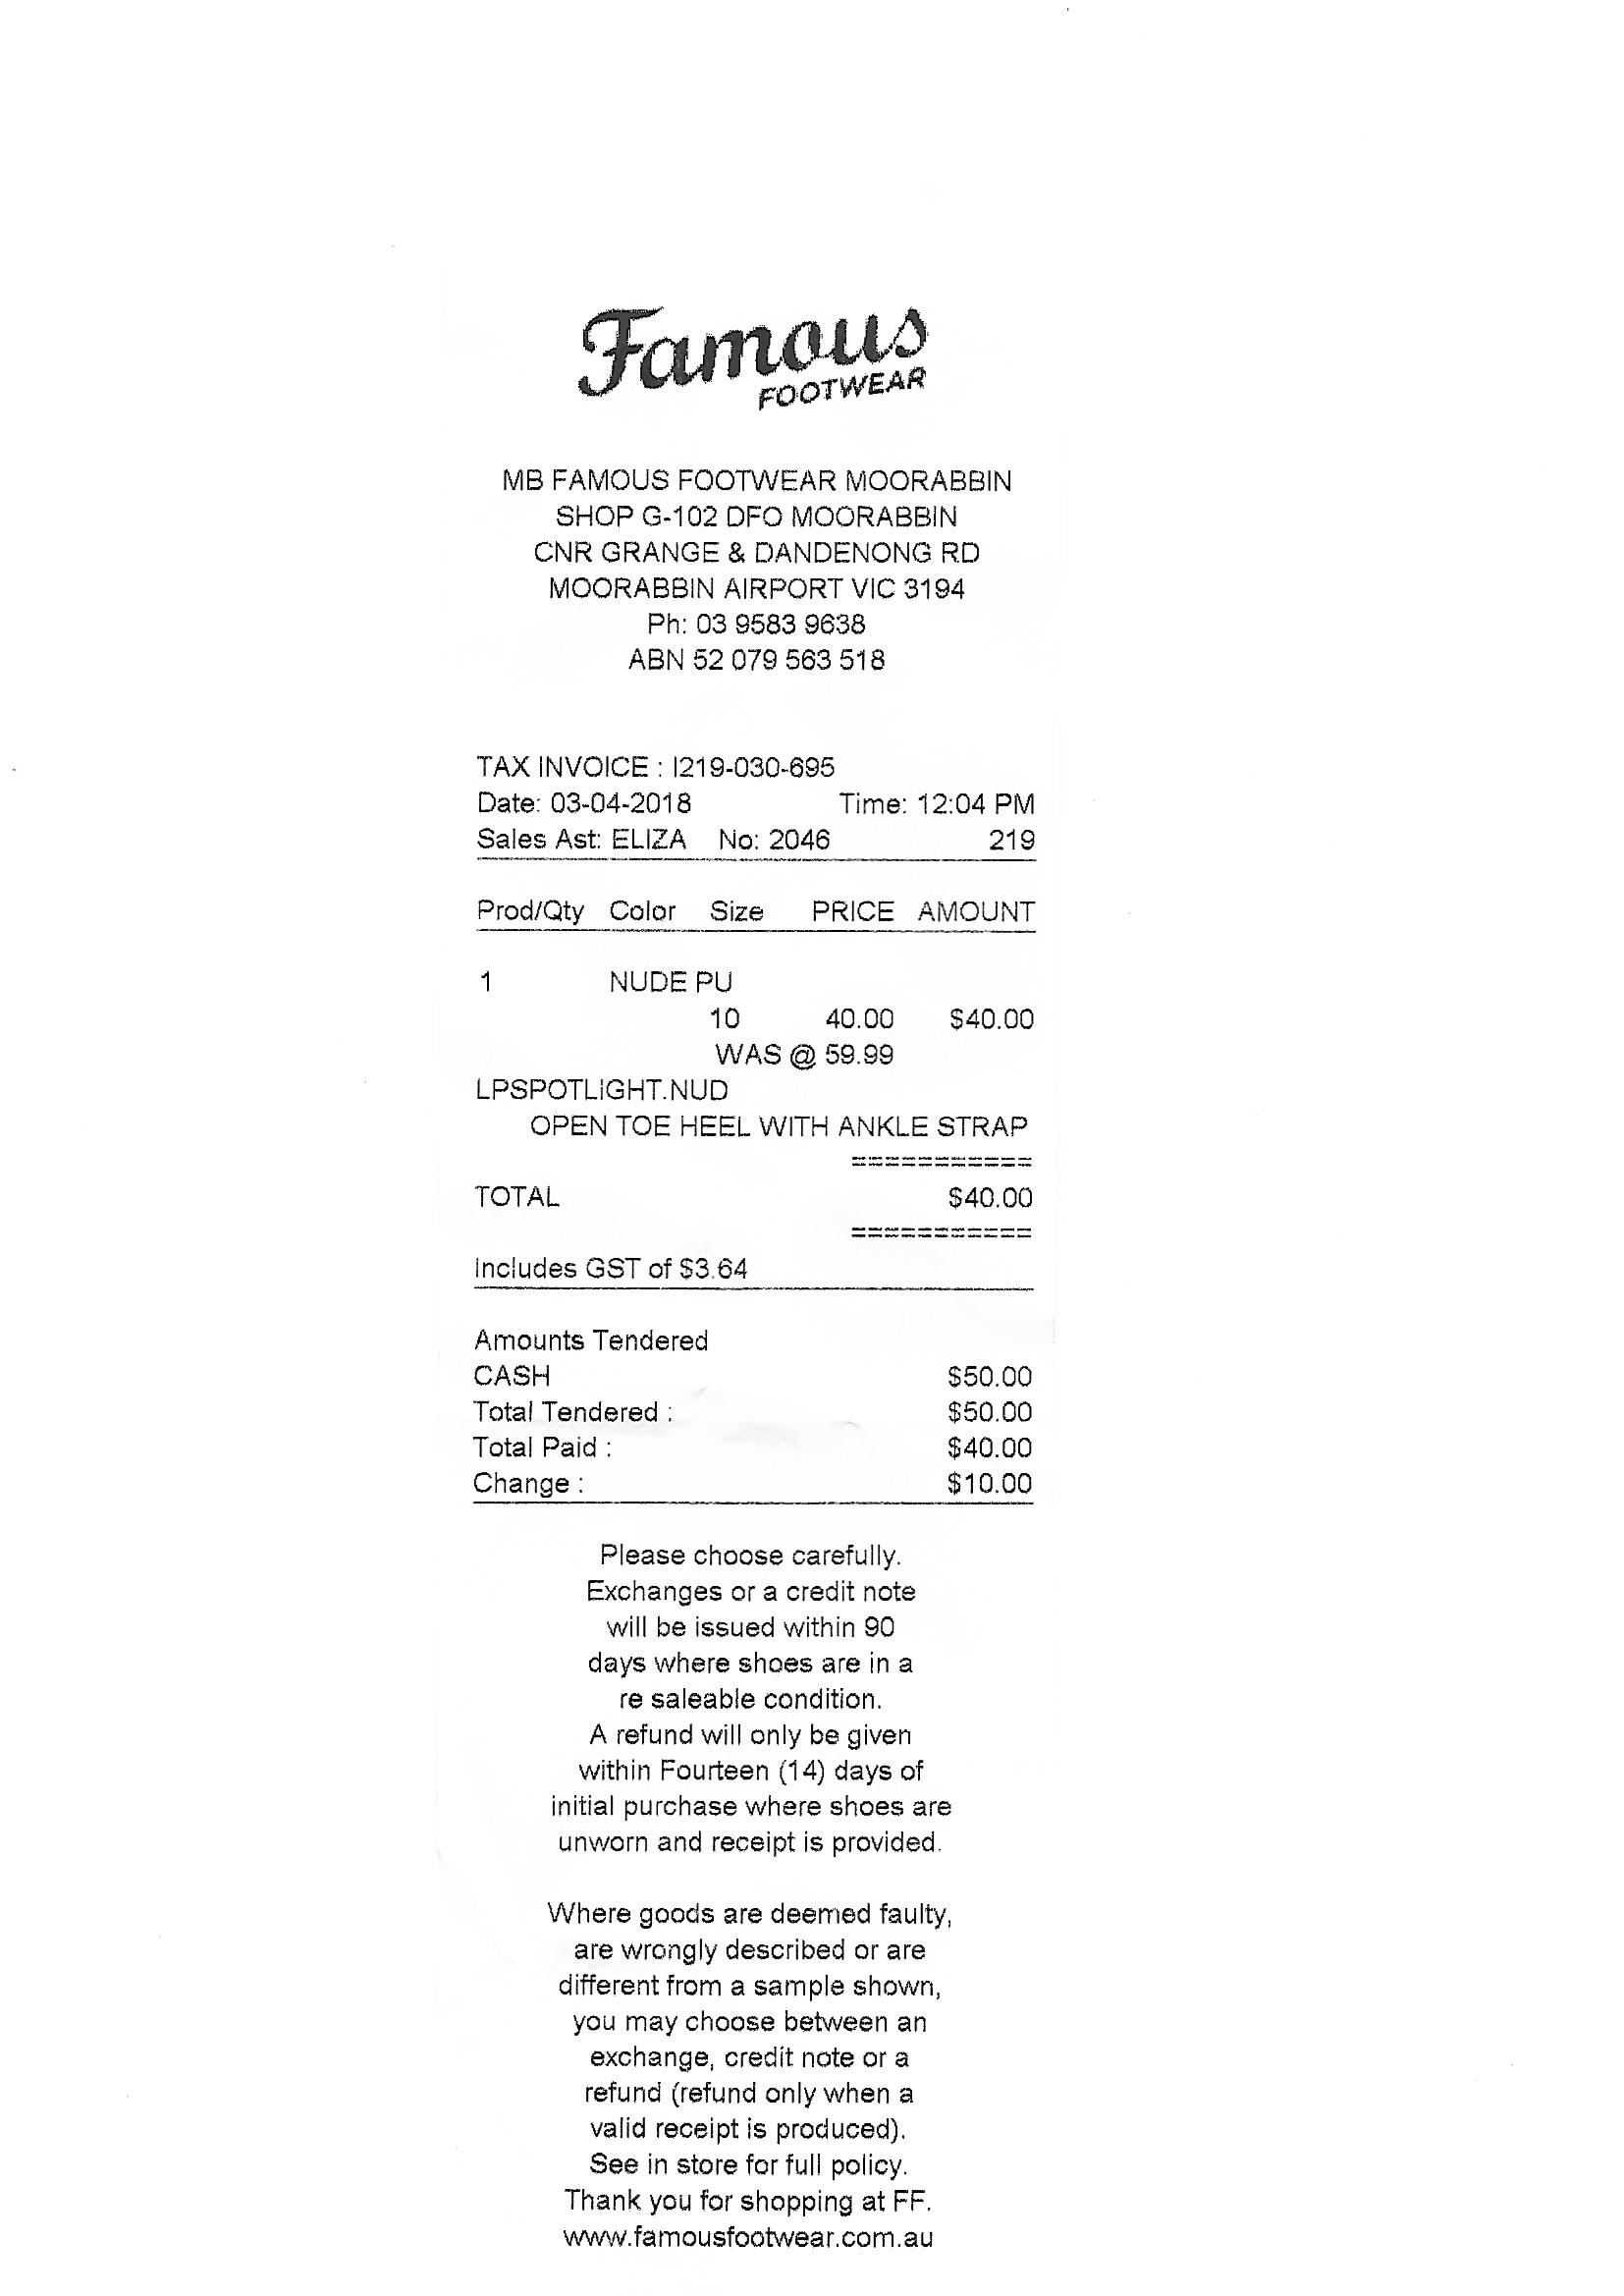 Famous
FOOTWEAR
MB FAMOUS FOOTWEAR MOORABBIN
SHOP G-102 DFO MOORABBIN
CNR GRANGE & DANDENONG RD
MOORABBIN AIRPORT VIC 3194
Ph: 03 9583 9638
ABN 52 079 563 518
TAX INVOICE : I219-030-695
Date: 03-04-2018 Time: 12:04 PM
Sales Ast: ELIZA No: 2046 219
Prod/Qty Color Size PRICE AMOUNT
1 NUDE PU
10 40.00 $40.00
WAS @ 59.99
LPSPOTLIGHT.NUD
OPEN TOE HEEL WITH ANKLE STRAP
===========
TOTAL $40.00
===========
Includes GST of $3.64
Amounts Tendered
CASH $50.00
Total Tendered : $50.00
Total Paid : $40.00
Change : $10.00
Please choose carefully.
Exchanges or a credit note
will be issued within 90
days where shoes are in a
re saleable condition.
A refund will only be given
within Fourteen (14) days of
initial purchase where shoes are
unworn and receipt is provided.
Where goods are deemed faulty,
are wrongly described or are
different from a sample shown,
you may choose between an
exchange, credit note or a
refund (refund only when a
valid receipt is produced).
See in store for full policy.
Thank you for shopping at FF.
www.famousfootwear.com.au